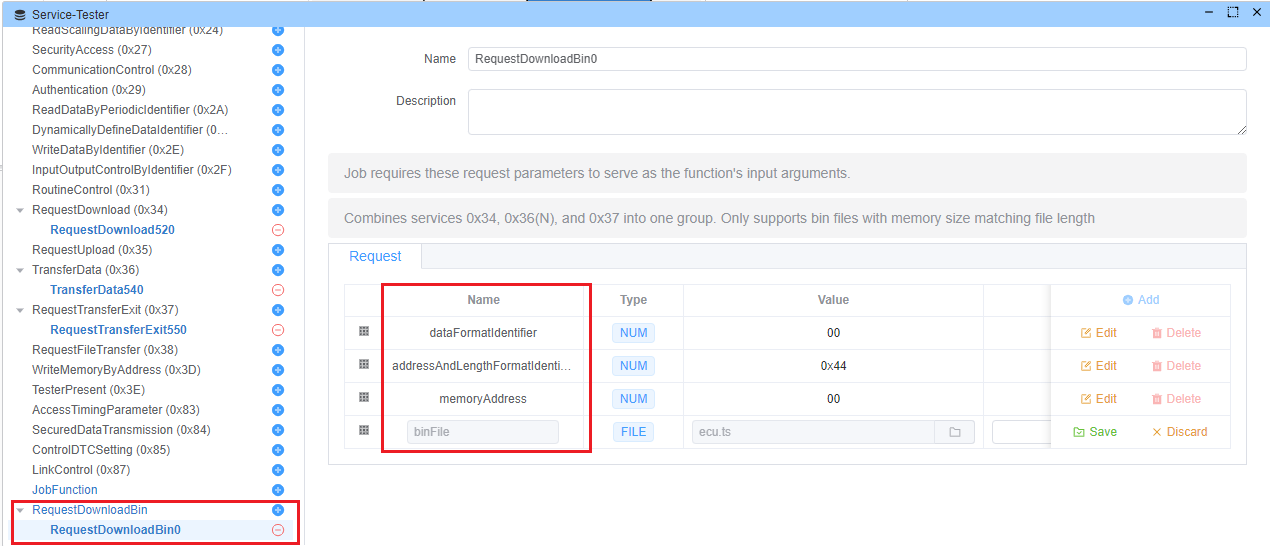 Service-Tester
ReadScalingDataByIdentifier (0x24)
SecurityAccess (0x27)
CommunicationControl (0x28)
Authentication (0x29)
ReadDataByPeriodicIdentifier (0x2A)
DynamicallyDefineDataIdentifier (0...
WriteDataByIdentifier (0x2E)
InputOutputControlByIdentifier (0x2F)
RoutineControl (0x31)
RequestDownload (0x34)
RequestDownload520
RequestUpload (0x35)
TransferData (0x36)
TransferData540
RequestTransferExit (0x37)
RequestTransferExit550
RequestFileTransfer (0x38)
WriteMemoryByAddress (0x3D)
TesterPresent (0x3E)
AccessTimingParameter (0x83)
SecuredDataTransmission (0x84)
ControlDTCSetting (0x85)
LinkControl (0x87)
JobFunction
RequestDownloadBin
RequestDownloadBin0
Name RequestDownloadBin0
Description
Job requires these request parameters to serve as the function's input arguments.
Combines services 0x34, 0x36(N), and 0x37 into one group. Only supports bin files with memory size matching file length
Request
Name Type Value Add
dataFormatIdentifier NUM 00 Edit Delete
addressAndLengthFormatIdenti... NUM 0x44 Edit Delete
memoryAddress NUM 00 Edit Delete
binFile FILE ecu.ts Save Discard